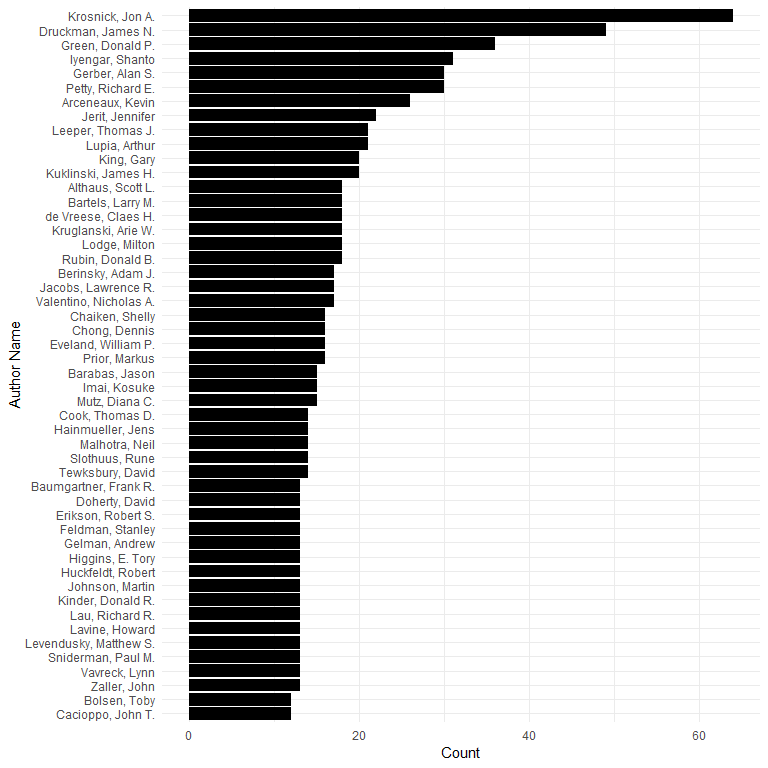 Krosnick, Jon A.
Druckman, James N.
Green, Donald P.
Iyengar, Shanto
Gerber, Alan S.
Petty, Richard E.
Arceneaux, Kevin
Jerit, Jennifer
Leeper, Thomas J.
Lupia, Arthur
King, Gary
Kuklinski, James H.
Althaus, Scott L.
Bartels, Larry M.
de Vreese, Claes H.
Kruglanski, Arie W.
Lodge, Milton
Rubin, Donald B.
Berinsky, Adam J.
Jacobs, Lawrence R.
Valentino, Nicholas A.
Chaiken, Shelly
Chong, Dennis
Eveland, William P.
Prior, Markus
Barabas, Jason
Imai, Kosuke
Mutz, Diana C.
Cook, Thomas D.
Hainmueller, Jens
Malhotra, Neil
Slothuus, Rune
Tewksbury, David
Baumgartner, Frank R.
Doherty, David
Erikson, Robert S.
Feldman, Stanley
Gelman, Andrew
Higgins, E. Tory
Huckfeldt, Robert
Johnson, Martin
Kinder, Donald R.
Lau, Richard R.
Lavine, Howard
Levendusky, Matthew S.
Sniderman, Paul M.
Vavreck, Lynn
Zaller, John
Bolsen, Toby
Cacioppo, John T.
Author Name
0 20 40 60
Count